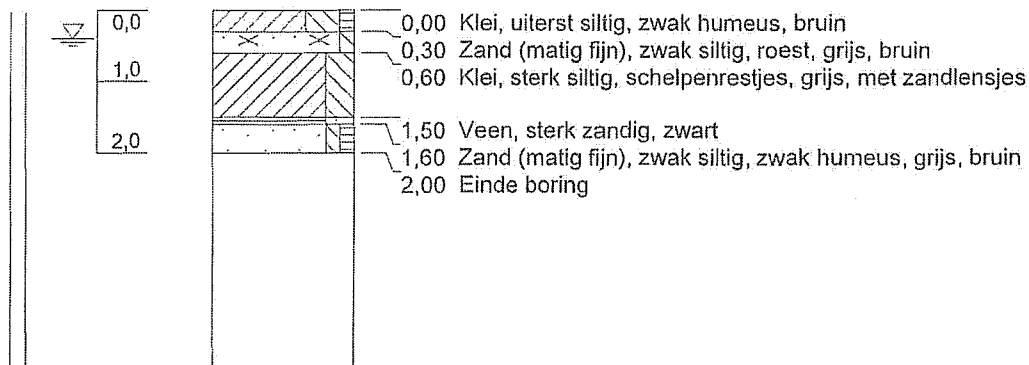 0,0
1,0
2,0
0,00 Klei, uiterst siltig, zwak humeus, bruin
0,30 Zand (matig fijn), zwak siltig, roest, grijs, bruin
0,60 Klei, sterk siltig, schelpenrestjes, grijs, met zandlensjes
1,50 Veen, sterk zandig, zwart
1,60 Zand (matig fijn), zwak siltig, zwak humeus, grijs, bruin
2,00 Einde boring